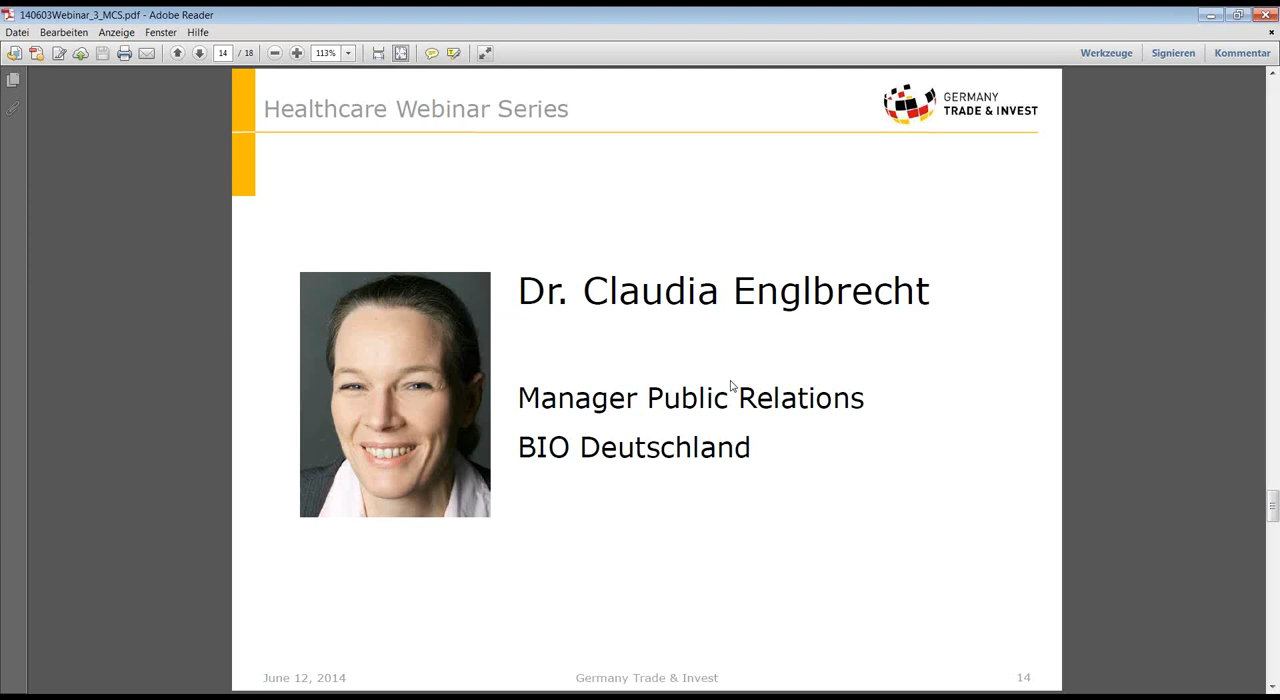 140603Webinar_3_MCS.pdf - Adobe Reader
Datei Bearbeiten Anzeige Fenster Hilfe
14 / 18 113% Werkzeuge Signieren Kommentar
Healthcare Webinar Series
GERMANY
TRADE & INVEST
Dr. Claudia Englbrecht
Manager Public Relations
BIO Deutschland
June 12, 2014 Germany Trade & Invest 14